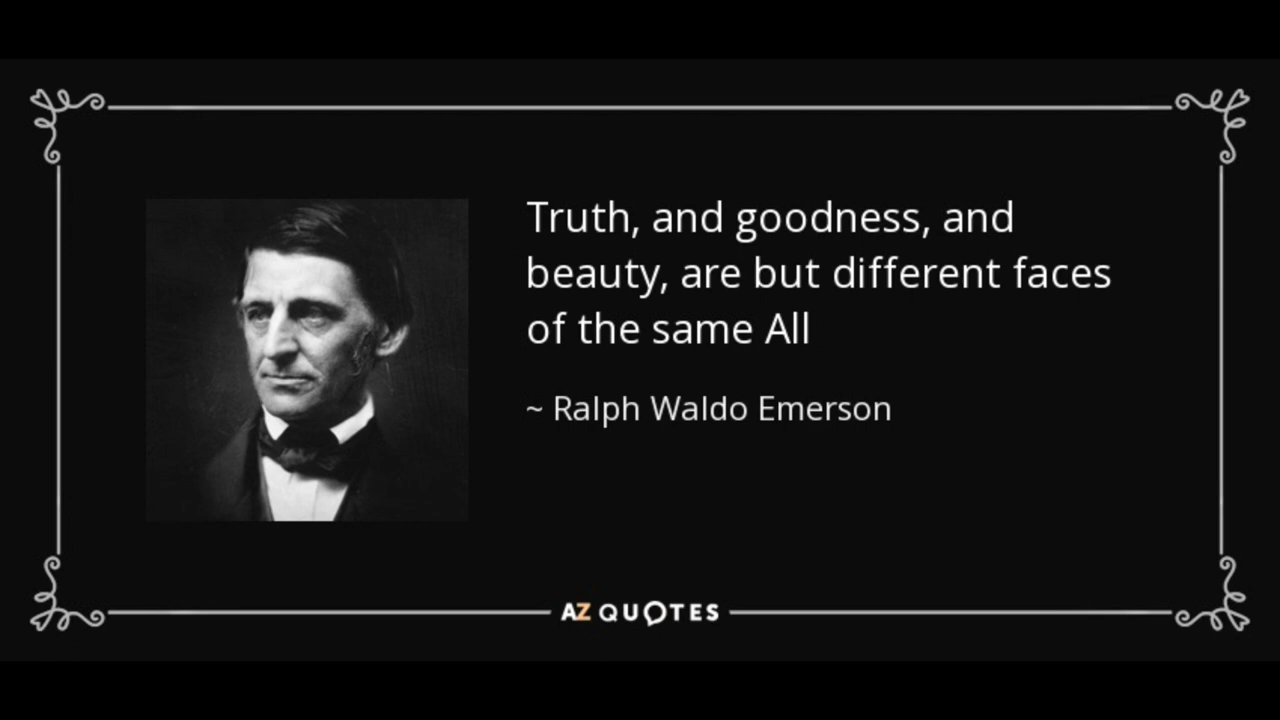 Truth, and goodness, and
beauty, are but different faces
of the same All
~ Ralph Waldo Emerson
AZ QUOTES